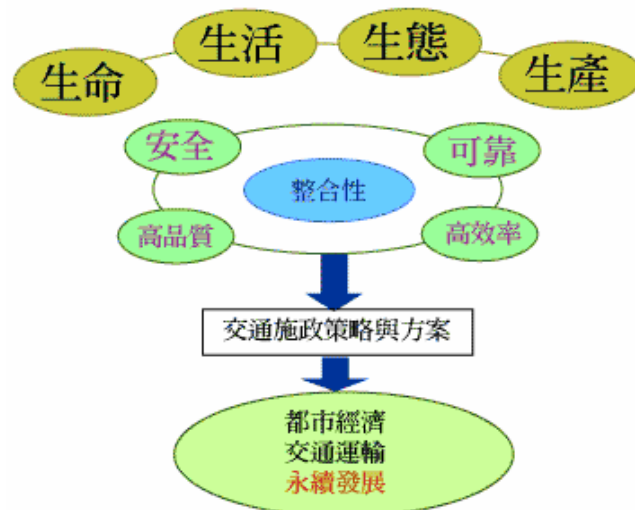 生命
生活
生態
生產
安全
可靠
整合性
高品質
高效率
交通施政策略與方案
都市經濟
交通運輸
永續發展